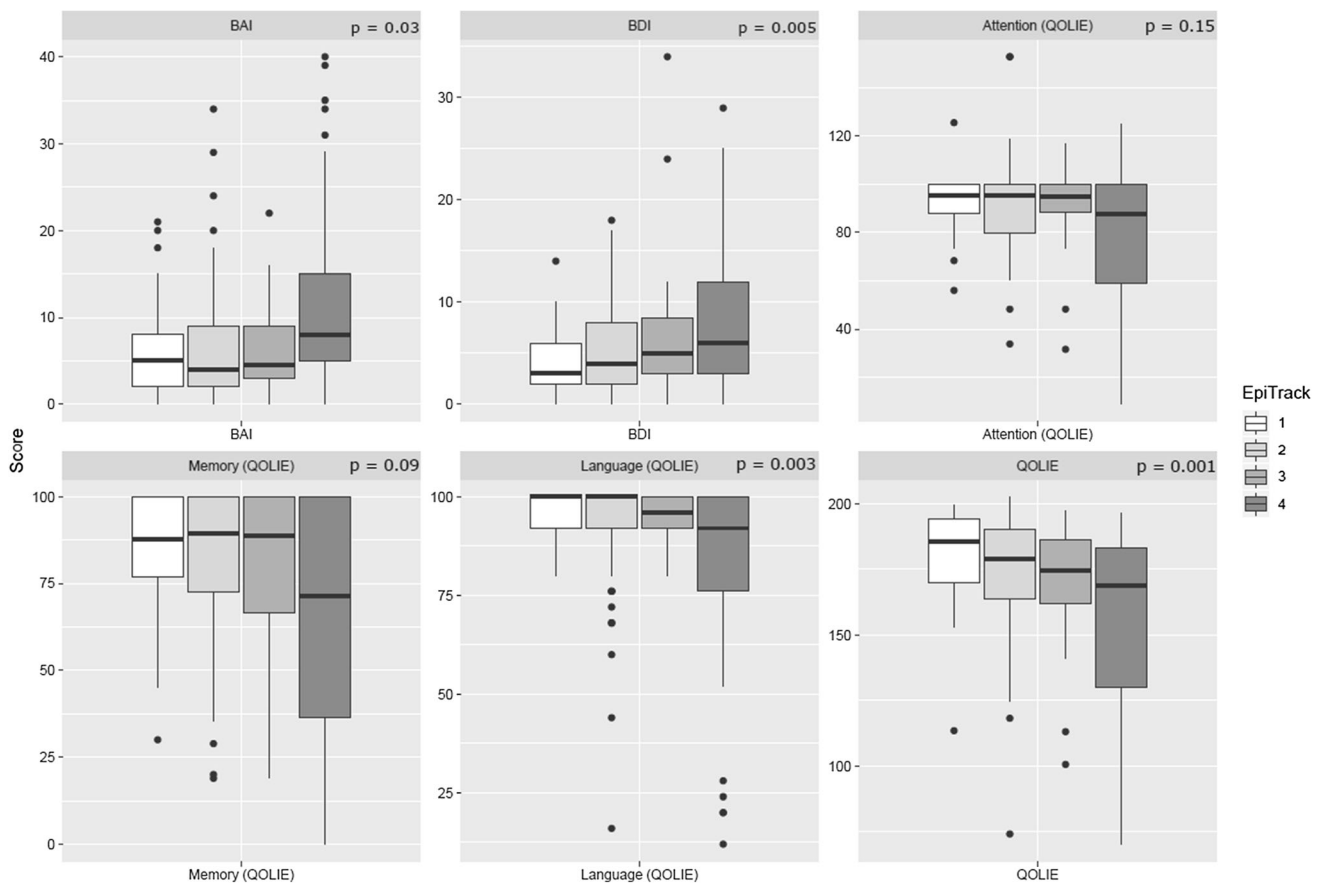 BAI p = 0.03
BDI p = 0.005
Attention (QOLIE) p = 0.15
40
30
20
10
0
30
20
10
0
120
80
40
BAI
BDI
Attention (QOLIE)
Score
Memory (QOLIE) p = 0.09
Language (QOLIE) p = 0.003
QOLIE p = 0.001
100
75
50
25
0
100
75
50
25
200
150
100
Memory (QOLIE)
Language (QOLIE)
QOLIE
EpiTrack
1
2
3
4